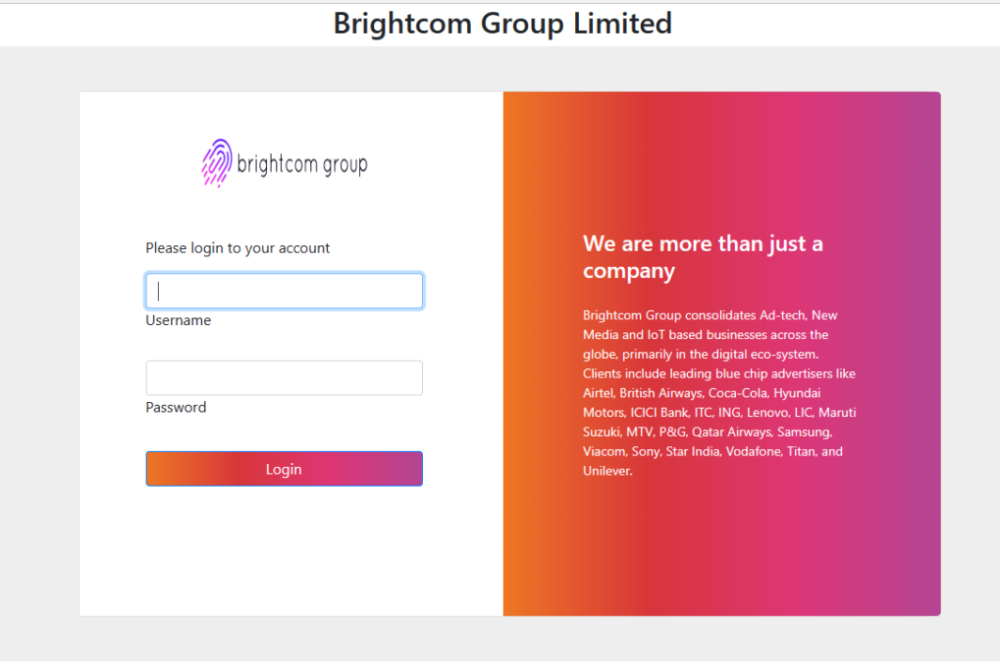 Brightcom Group Limited
brightcom group
Please login to your account
Username
Password
Login
We are more than just a
company
Brightcom Group consolidates Ad-tech, New
Media and IoT based businesses across the
globe, primarily in the digital eco-system.
Clients include leading blue chip advertisers like
Airtel, British Airways, Coca-Cola, Hyundai
Motors, ICICI Bank, ITC, ING, Lenovo, LIC, Maruti
Suzuki, MTV, P&G, Qatar Airways, Samsung,
Viacom, Sony, Star India, Vodafone, Titan, and
Unilever.